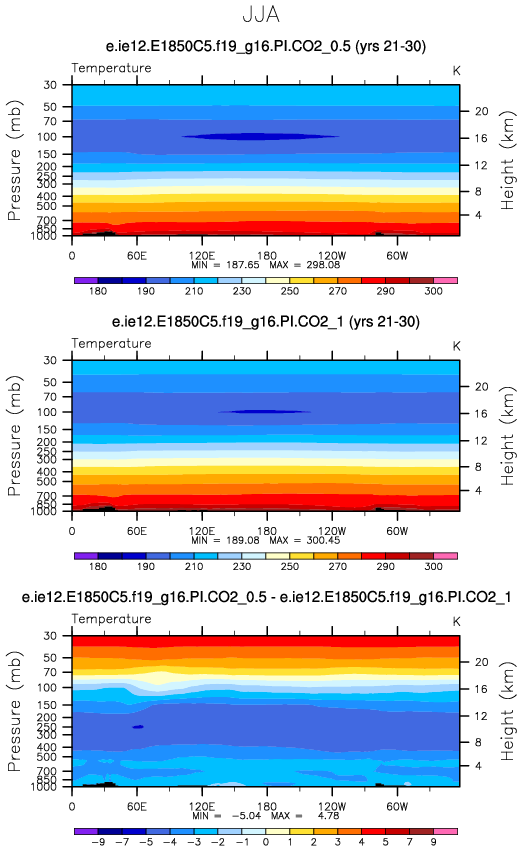 JJA
e.ie12.E1850C5.f19_g16.PI.CO2_0.5 (yrs 21-30)
Temperature K
30
50
70
100
150
200
250
300
400
500
700
850
1000
Pressure (mb)
20
16
12
8
4
Height (km)
0 60E 120E 180 120W 60W
MIN = 187.65 MAX = 298.08
180 190 210 230 250 270 290 300
e.ie12.E1850C5.f19_g16.PI.CO2_1 (yrs 21-30)
Temperature K
30
50
70
100
150
200
250
300
400
500
700
850
1000
Pressure (mb)
20
16
12
8
4
Height (km)
0 60E 120E 180 120W 60W
MIN = 189.08 MAX = 300.45
180 190 210 230 250 270 290 300
e.ie12.E1850C5.f19_g16.PI.CO2_0.5 - e.ie12.E1850C5.f19_g16.PI.CO2_1
Temperature K
30
50
70
100
150
200
250
300
400
500
700
850
1000
Pressure (mb)
20
16
12
8
4
Height (km)
0 60E 120E 180 120W 60W
MIN = -5.04 MAX = 4.78
-9 -7 -5 -4 -3 -2 -1 0 1 2 3 4 5 7 9